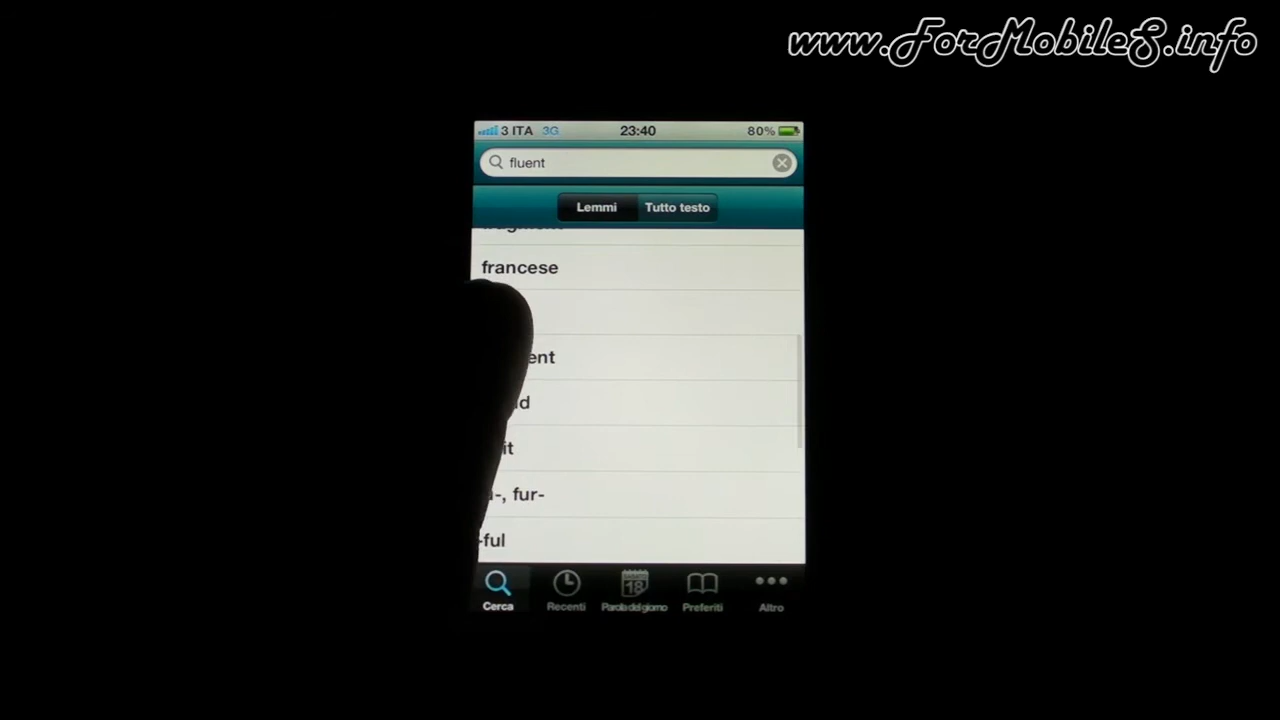 www.ForMobileS.info
3 ITA 3G 23:40 80%
fluent
Lemmi Tutto testo
francese
-ful
Cerca Recenti Parola del giorno Preferiti Altro
18